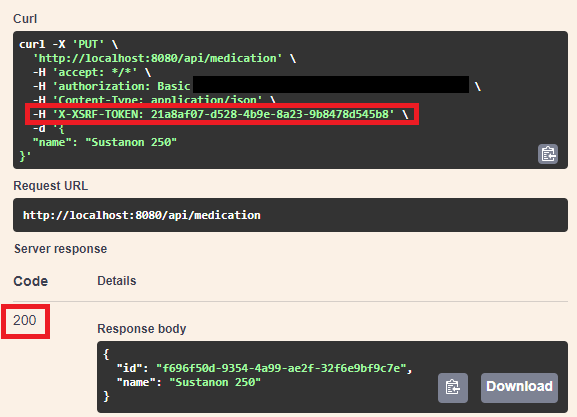 Curl
curl -X 'PUT' \
'http://localhost:8080/api/medication' \
-H 'accept: */*' \
-H 'authorization: Basic \
-H 'Content-Type: application/json' \
-H 'X-XSRF-TOKEN: 21a8af07-d528-4b9e-8a23-9b8478d545b8' \
-d '{
"name": "Sustanon 250"
}'
Request URL
http://localhost:8080/api/medication
Server response
Code Details
200
Response body
{
"id": "f696f50d-9354-4a99-ae2f-32f6e9bf9c7e",
"name": "Sustanon 250"
}
Download